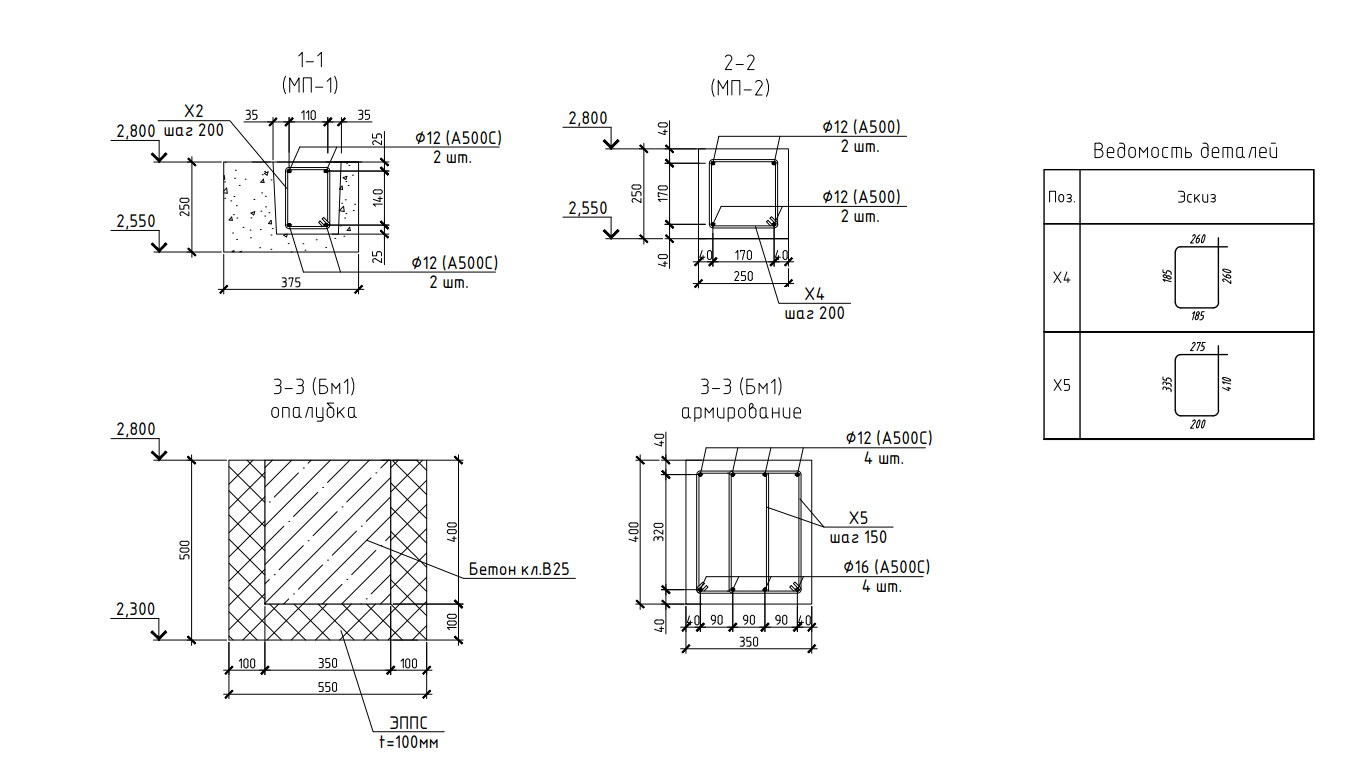 1-1
(МП-1)
Х2
шаг 200
35
110
35
2,800
25
Ф12 (А500С)
2 шт.
250
140
2,550
25
Ф12 (А500С)
2 шт.
375
2-2
(МП-2)
2,800
40
Ф12 (А500)
2 шт.
250
170
2,550
Ф12 (А500)
2 шт.
40
40
170
40
250
Х4
шаг 200
Ведомость деталей
Поз.
Эскиз
Х4
260
185
260
185
Х5
275
335
410
200
3-3 (Бм1)
опалубка
2,800
500
400
Бетон кл.В25
2,300
100
100
350
100
550
ЭППС
t=100мм
3-3 (Бм1)
армирование
40
Ф12 (А500С)
4 шт.
400
320
Х5
шаг 150
Ф16 (А500С)
4 шт.
40
40
90
90
90
40
350